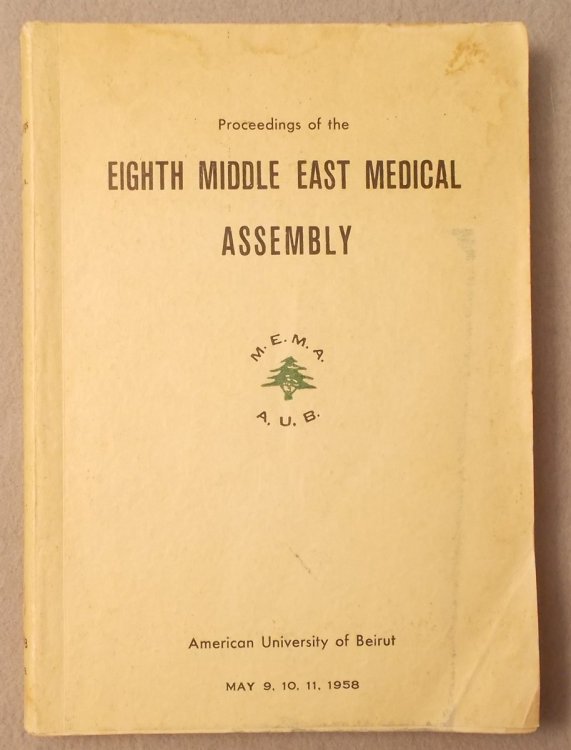 Proceedings of the
EIGHTH MIDDLE EAST MEDICAL
ASSEMBLY
M. E. M. A.
A. U. B.
American University of Beirut
MAY 9, 10, 11, 1958